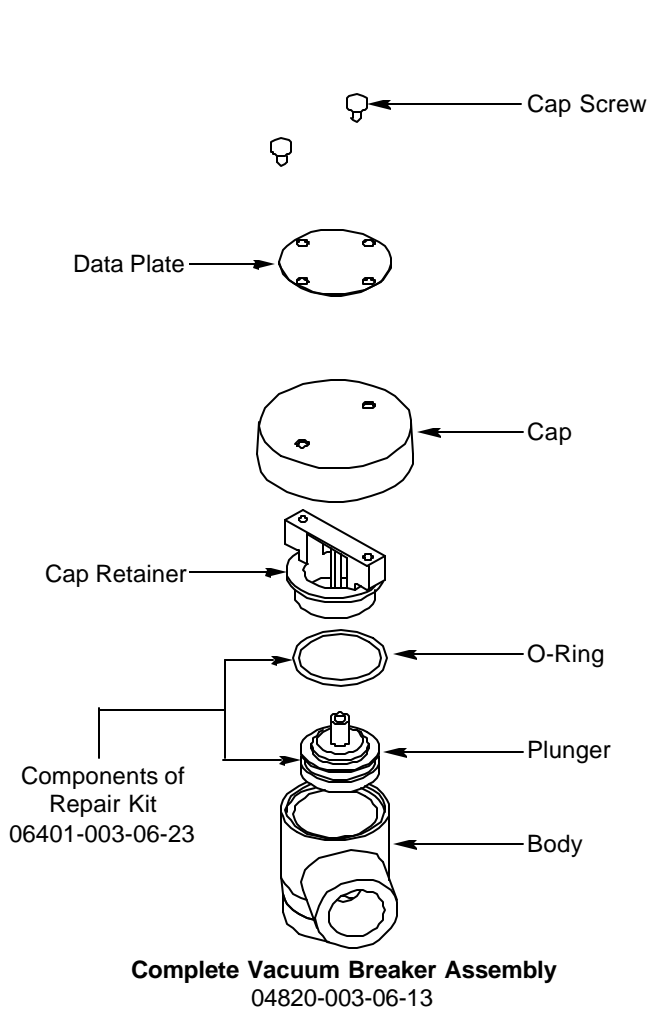 Cap Screw
Data Plate
Cap
Cap Retainer
O-Ring
Plunger
Components of
Repair Kit
06401-003-06-23
Body
Complete Vacuum Breaker Assembly
04820-003-06-13